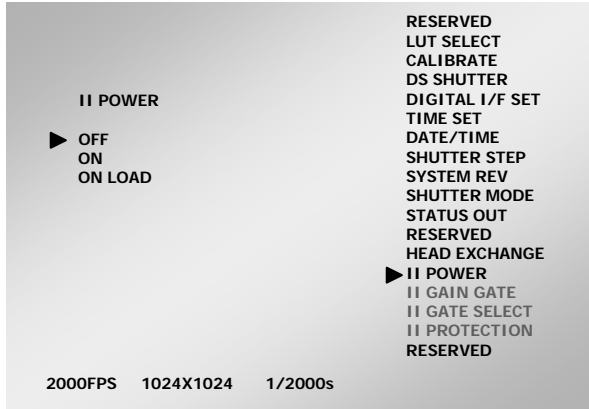 II POWER
OFF
ON
ON LOAD
RESERVED
LUT SELECT
CALIBRATE
DS SHUTTER
DIGITAL I/F SET
TIME SET
DATE/TIME
SHUTTER STEP
SYSTEM REV
SHUTTER MODE
STATUS OUT
RESERVED
HEAD EXCHANGE
II POWER
II GAIN GATE
II GATE SELECT
II PROTECTION
RESERVED
2000FPS 1024X1024 1/2000s